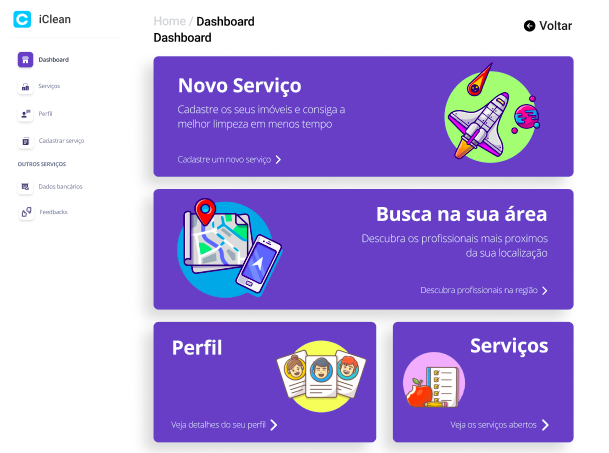 iClean
Home / Dashboard
Dashboard
Voltar
Dashboard
Serviços
Perfil
Cadastrar serviço
OUTROS SERVIÇOS
Dados bancários
Feedbacks
Novo Serviço
Cadastre os seus imóveis e consiga a
melhor limpeza em menos tempo
Cadastre um novo serviço
Busca na sua área
Descubra os profissionais mais proximos
da sua localização
Descubra profissionais na região
Perfil
Veja detalhes do seu perfil
Serviços
Veja os serviços abertos